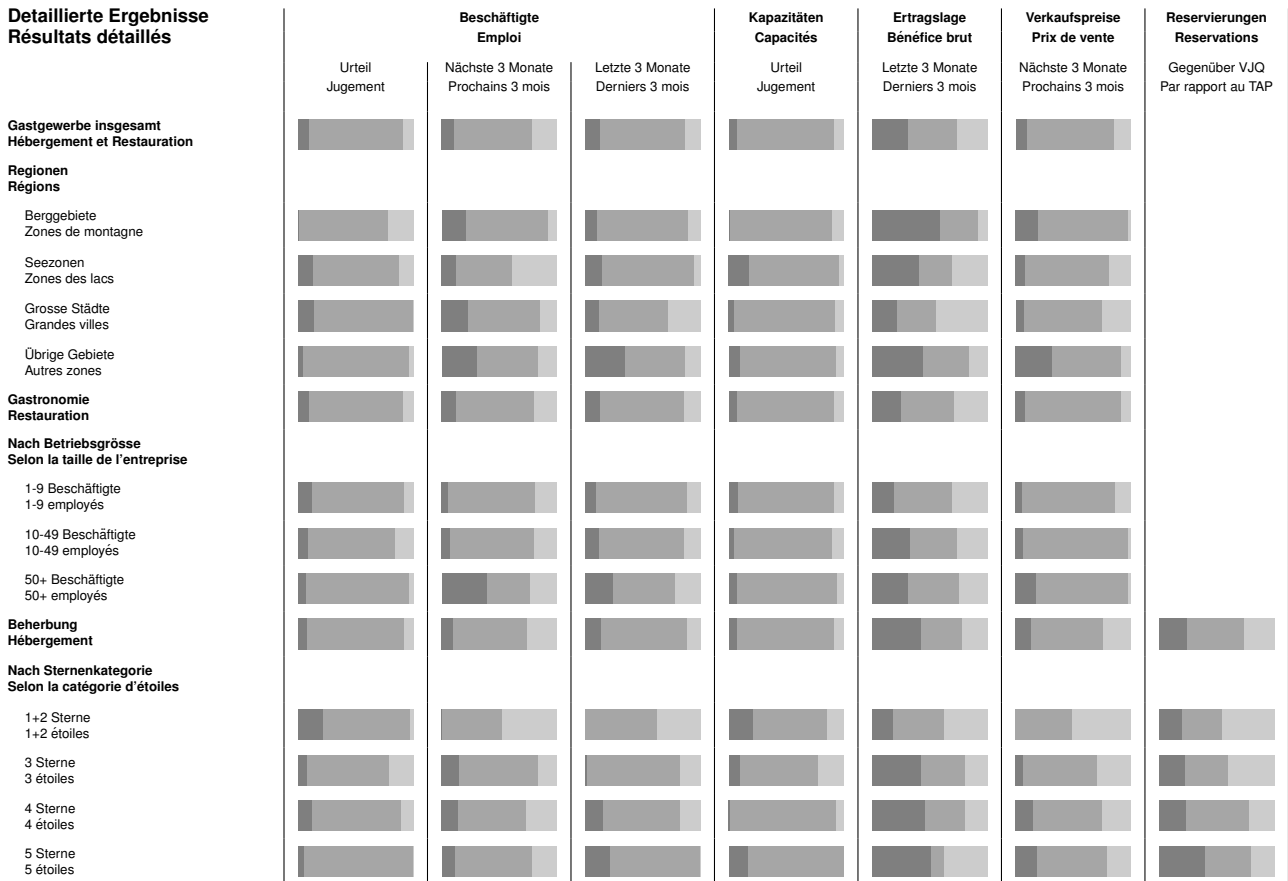 Detaillierte Ergebnisse
Résultats détaillés
Beschäftigte
Emploi
Kapazitäten
Capacités
Ertragslage
Bénéfice brut
Verkaufspreise
Prix de vente
Reservierungen
Reservations
Urteil
Jugement
Nächste 3 Monate
Prochains 3 mois
Letzte 3 Monate
Derniers 3 mois
Urteil
Jugement
Letzte 3 Monate
Derniers 3 mois
Nächste 3 Monate
Prochains 3 mois
Gegenüber VJQ
Par rapport au TAP
Gastgewerbe insgesamt
Hébergement et Restauration
Regionen
Régions
Berggebiete
Zones de montagne
Seezonen
Zones des lacs
Grosse Städte
Grandes villes
Übrige Gebiete
Autres zones
Gastronomie
Restauration
Nach Betriebsgrösse
Selon la taille de l'entreprise
1-9 Beschäftigte
1-9 employés
10-49 Beschäftigte
10-49 employés
50+ Beschäftigte
50+ employés
Beherbung
Hébergement
Nach Sternenkategorie
Selon la catégorie d'étoiles
1+2 Sterne
1+2 étoiles
3 Sterne
3 étoiles
4 Sterne
4 étoiles
5 Sterne
5 étoiles